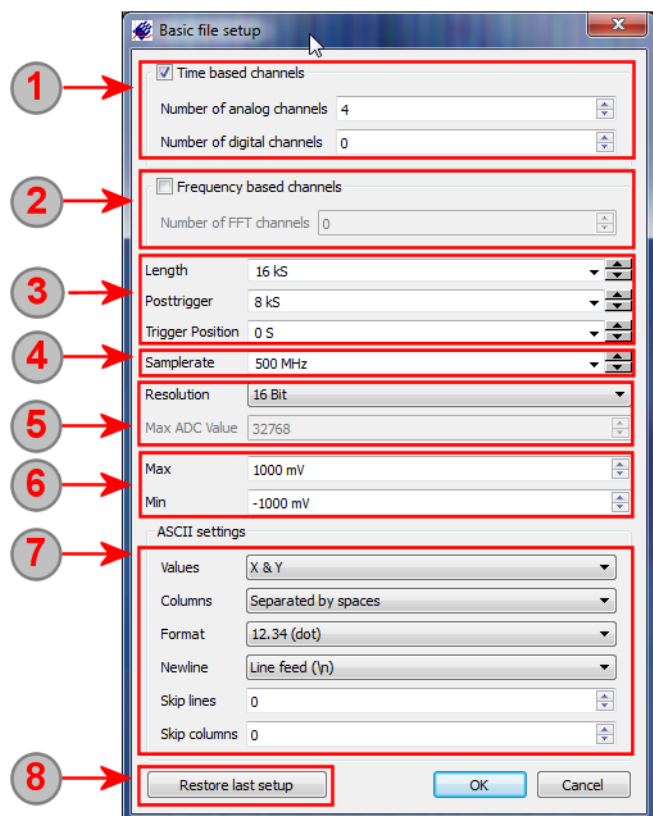 Basic file setup
1
Time based channels
Number of analog channels 4
Number of digital channels 0
2
Frequency based channels
Number of FFT channels 0
3
Length 16 kS
Posttrigger 8 kS
Trigger Position 0 S
4
Samplerate 500 MHz
5
Resolution 16 Bit
Max ADC Value 32768
6
Max 1000 mV
Min -1000 mV
ASCII settings
7
Values X & Y
Columns Separated by spaces
Format 12.34 (dot)
Newline Line feed (\n)
Skip lines 0
Skip columns 0
8
Restore last setup OK Cancel